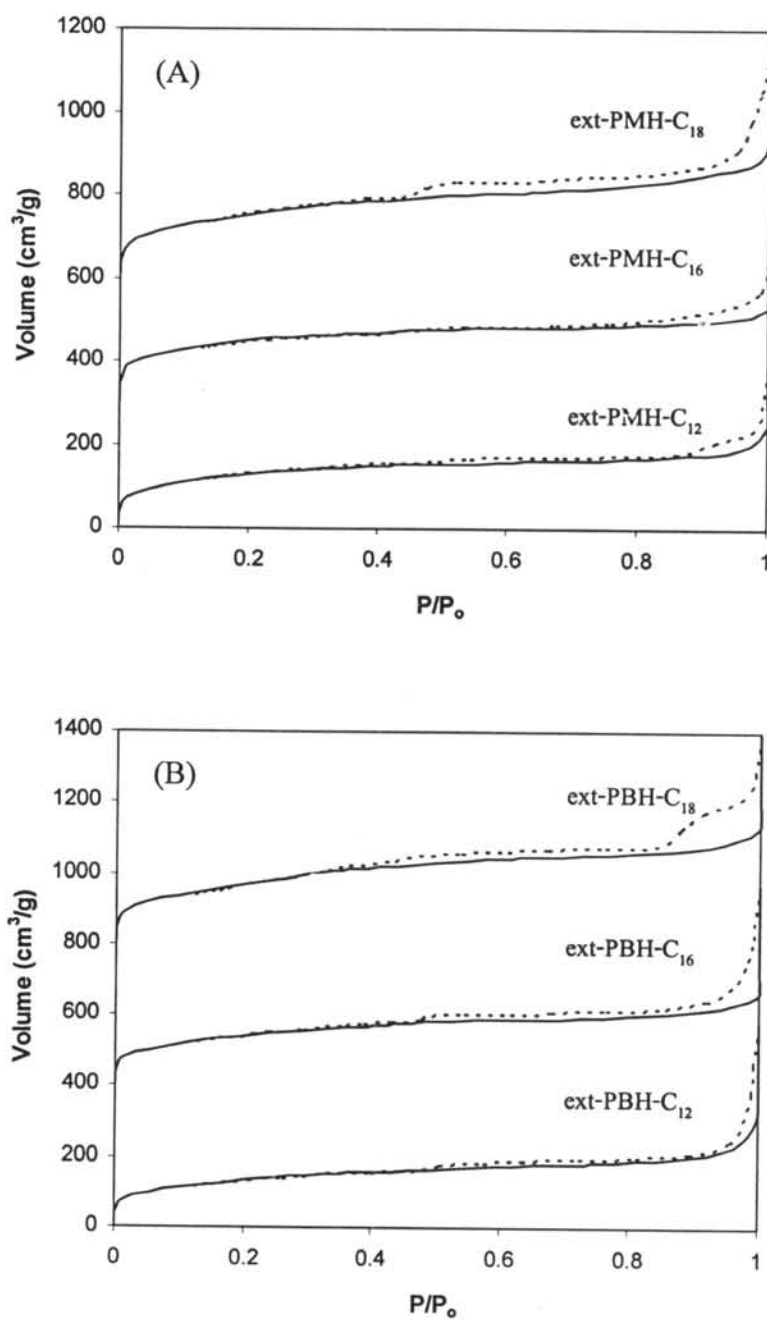 (A)
1200
1000
800
600
400
200
0
Volume (cm³/g)
ext-PMH-C₁₈
ext-PMH-C₁₆
ext-PMH-C₁₂
0 0.2 0.4 0.6 0.8 1
P/Pₒ
(B)
1400
1200
1000
800
600
400
200
0
Volume (cm³/g)
ext-PBH-C₁₈
ext-PBH-C₁₆
ext-PBH-C₁₂
0 0.2 0.4 0.6 0.8 1
P/Pₒ